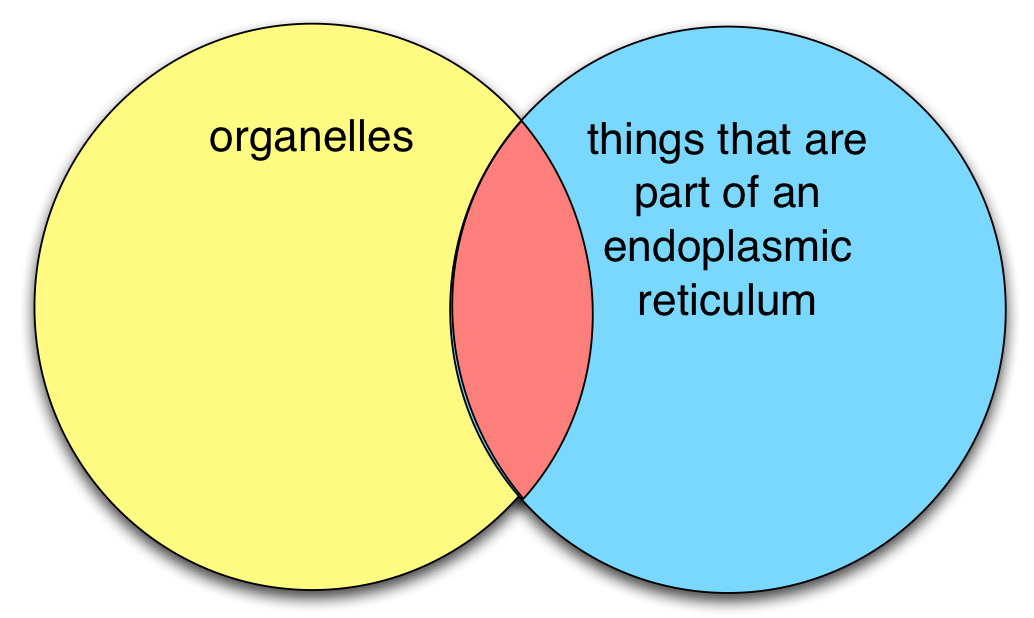 organelles
things that are
part of an
endoplasmic
reticulum